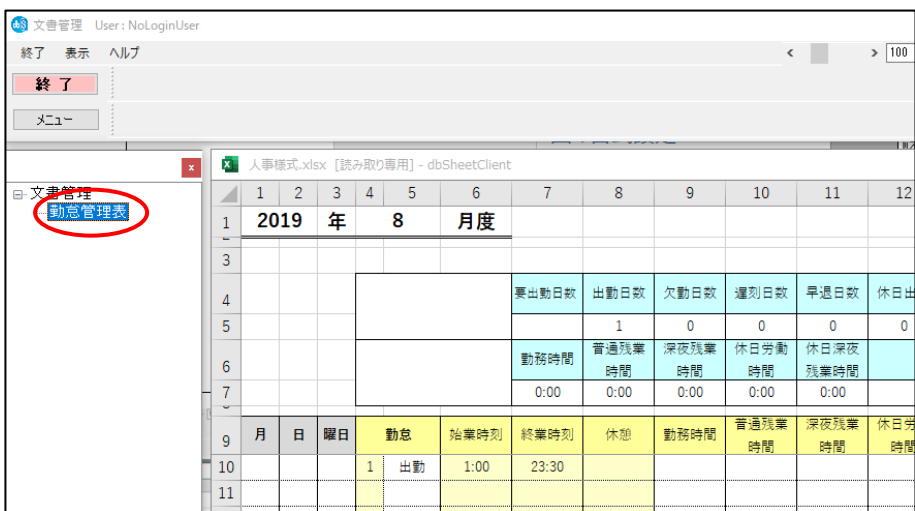 文書管理 User : NoLoginUser
終了 表示 ヘルプ
< > 100
終 了
メニュー
x
人事様式.xlsx [読み取り専用] - dbSheetClient
文書管理
勤怠管理表
1 2 3 4 5 6 7 8 9 10 11 12
1 2019 年 8 月度
3
4 要出勤日数 出勤日数 欠勤日数 遅刻日数 早退日数 休日出
5 1 0 0 0 0
6 勤務時間 普通残業時間 深夜残業時間 休日労働時間 休日深夜残業時間
7 0:00 0:00 0:00 0:00 0:00
9 月 日 曜日 勤怠 始業時刻 終業時刻 休憩 勤務時間 普通残業時間 深夜残業時間 休日労時間
10 1 出勤 1:00 23:30
11